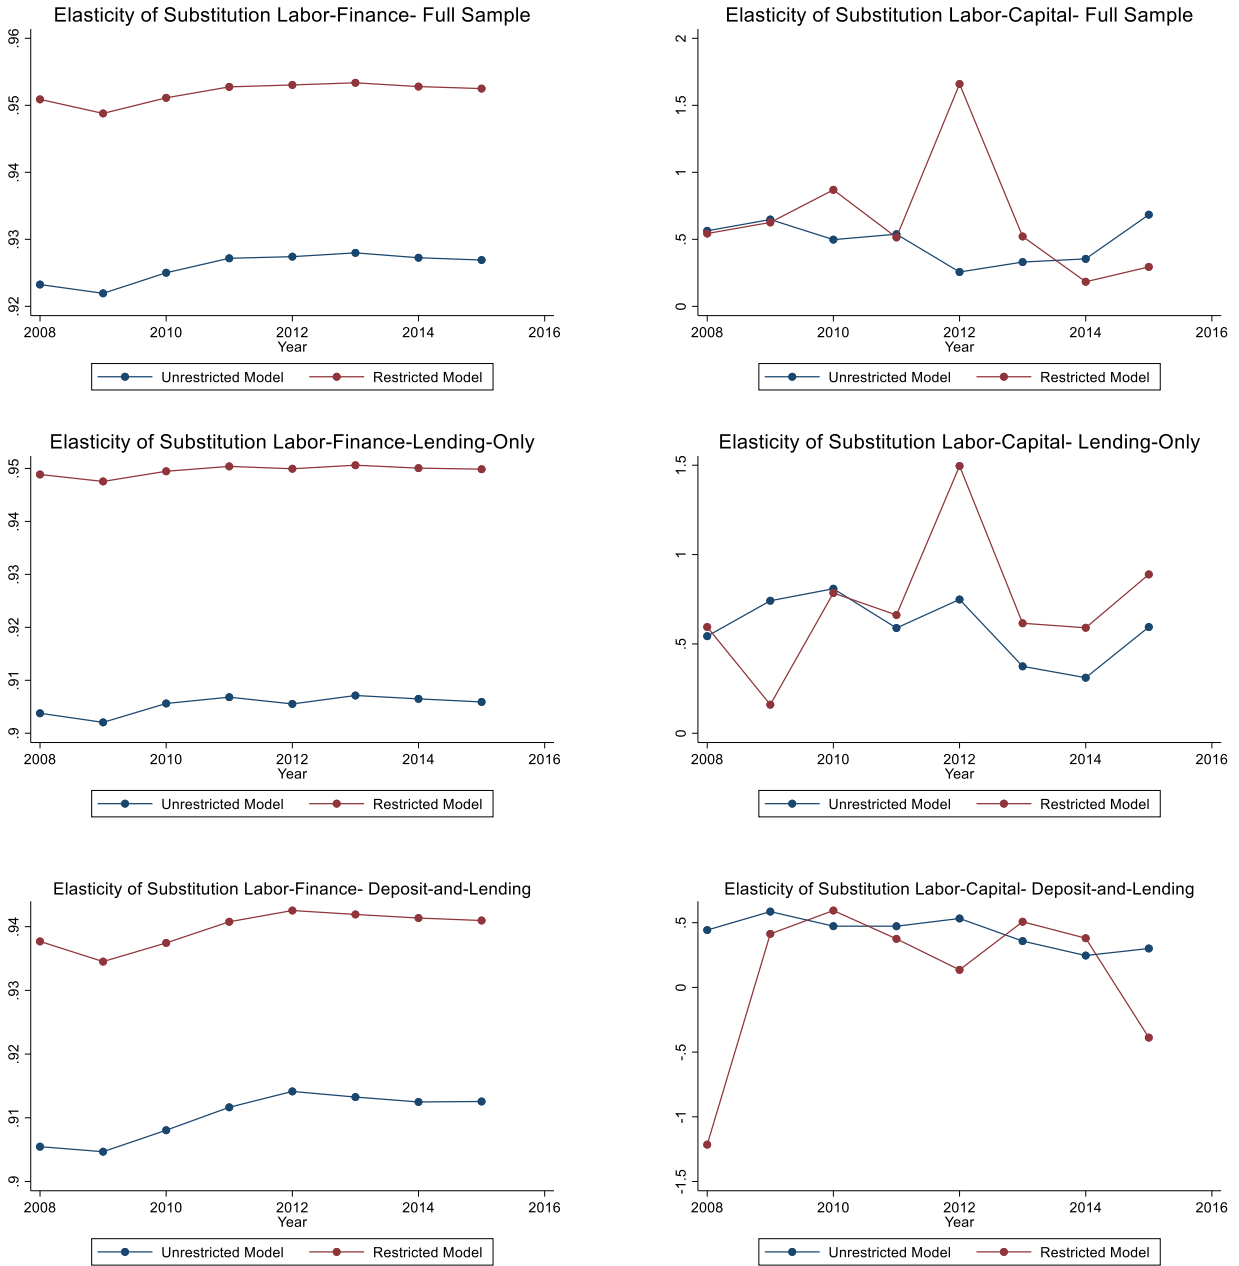 Elasticity of Substitution Labor-Finance- Full Sample
.96
.95
.94
.93
.92
2008 2010 2012 2014 2016
Year
Unrestricted Model Restricted Model
Elasticity of Substitution Labor-Capital- Full Sample
2
1.5
1
.5
0
2008 2010 2012 2014 2016
Year
Unrestricted Model Restricted Model
Elasticity of Substitution Labor-Finance-Lending-Only
.95
.94
.93
.92
.91
.9
2008 2010 2012 2014 2016
Year
Unrestricted Model Restricted Model
Elasticity of Substitution Labor-Capital- Lending-Only
1.5
1
.5
0
2008 2010 2012 2014 2016
Year
Unrestricted Model Restricted Model
Elasticity of Substitution Labor-Finance- Deposit-and-Lending
.94
.93
.92
.91
.9
2008 2010 2012 2014 2016
Year
Unrestricted Model Restricted Model
Elasticity of Substitution Labor-Capital- Deposit-and-Lending
.5
0
-.5
-1
-1.5
2008 2010 2012 2014 2016
Year
Unrestricted Model Restricted Model